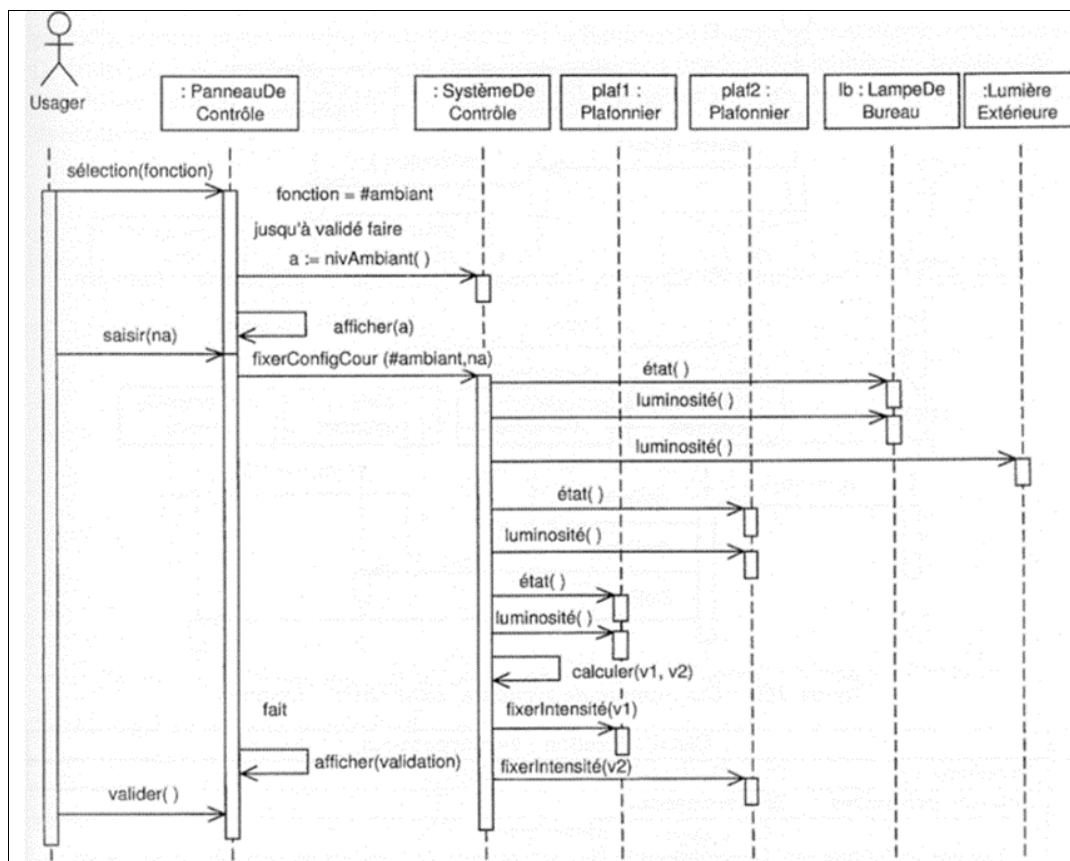 Usager
: PanneauDe
Contrôle
: SystèmeDe
Contrôle
plaf1 :
Plafonnier
plaf2 :
Plafonnier
lb : LampeDe
Bureau
:Lumière
Extérieure
sélection(fonction)
fonction = #ambiant
jusqu'à validé faire
a := nivAmbiant( )
afficher(a)
saisir(na)
fixerConfigCour (#ambiant,na)
état( )
luminosité( )
luminosité( )
état( )
luminosité( )
état( )
luminosité( )
calculer(v1, v2)
fait
fixerIntensité(v1)
afficher(validation)
fixerIntensité(v2)
valider( )